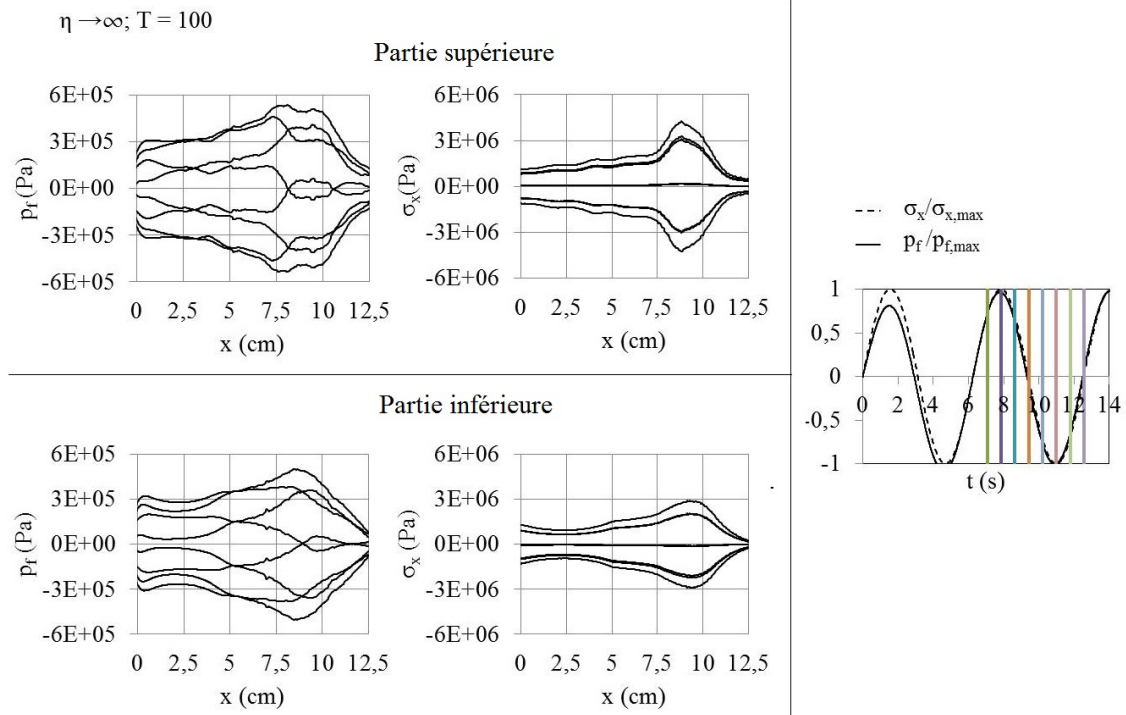 η →∞; T = 100
Partie supérieure
p_f (Pa)
6E+05
3E+05
0E+00
-3E+05
-6E+05
0 2,5 5 7,5 10 12,5
x (cm)
σ_x(Pa)
6E+06
3E+06
0E+00
-3E+06
-6E+06
0 2,5 5 7,5 10 12,5
x (cm)
Partie inférieure
p_f (Pa)
6E+05
3E+05
0E+00
-3E+05
-6E+05
0 2,5 5 7,5 10 12,5
x (cm)
σ_x (Pa)
6E+06
3E+06
0E+00
-3E+06
-6E+06
0 2,5 5 7,5 10 12,5
x (cm)
σ_x/σ_x,max
p_f /p_f,max
1
0,5
0
-0,5
-1
0 2 4 6 8 10 12 14
t (s)